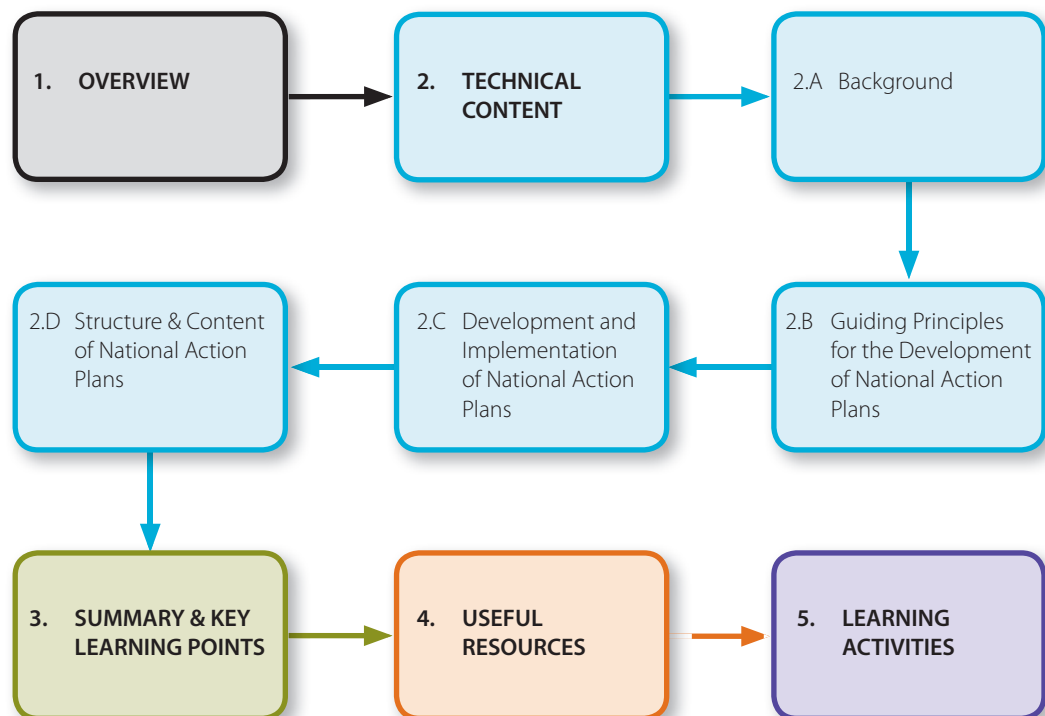 1. OVERVIEW
2. TECHNICAL
CONTENT
2.A Background
2.D Structure & Content
of National Action
Plans
2.C Development and
Implementation
of National Action
Plans
2.B Guiding Principles
for the Development
of National Action
Plans
3. SUMMARY & KEY
LEARNING POINTS
4. USEFUL
RESOURCES
5. LEARNING
ACTIVITIES